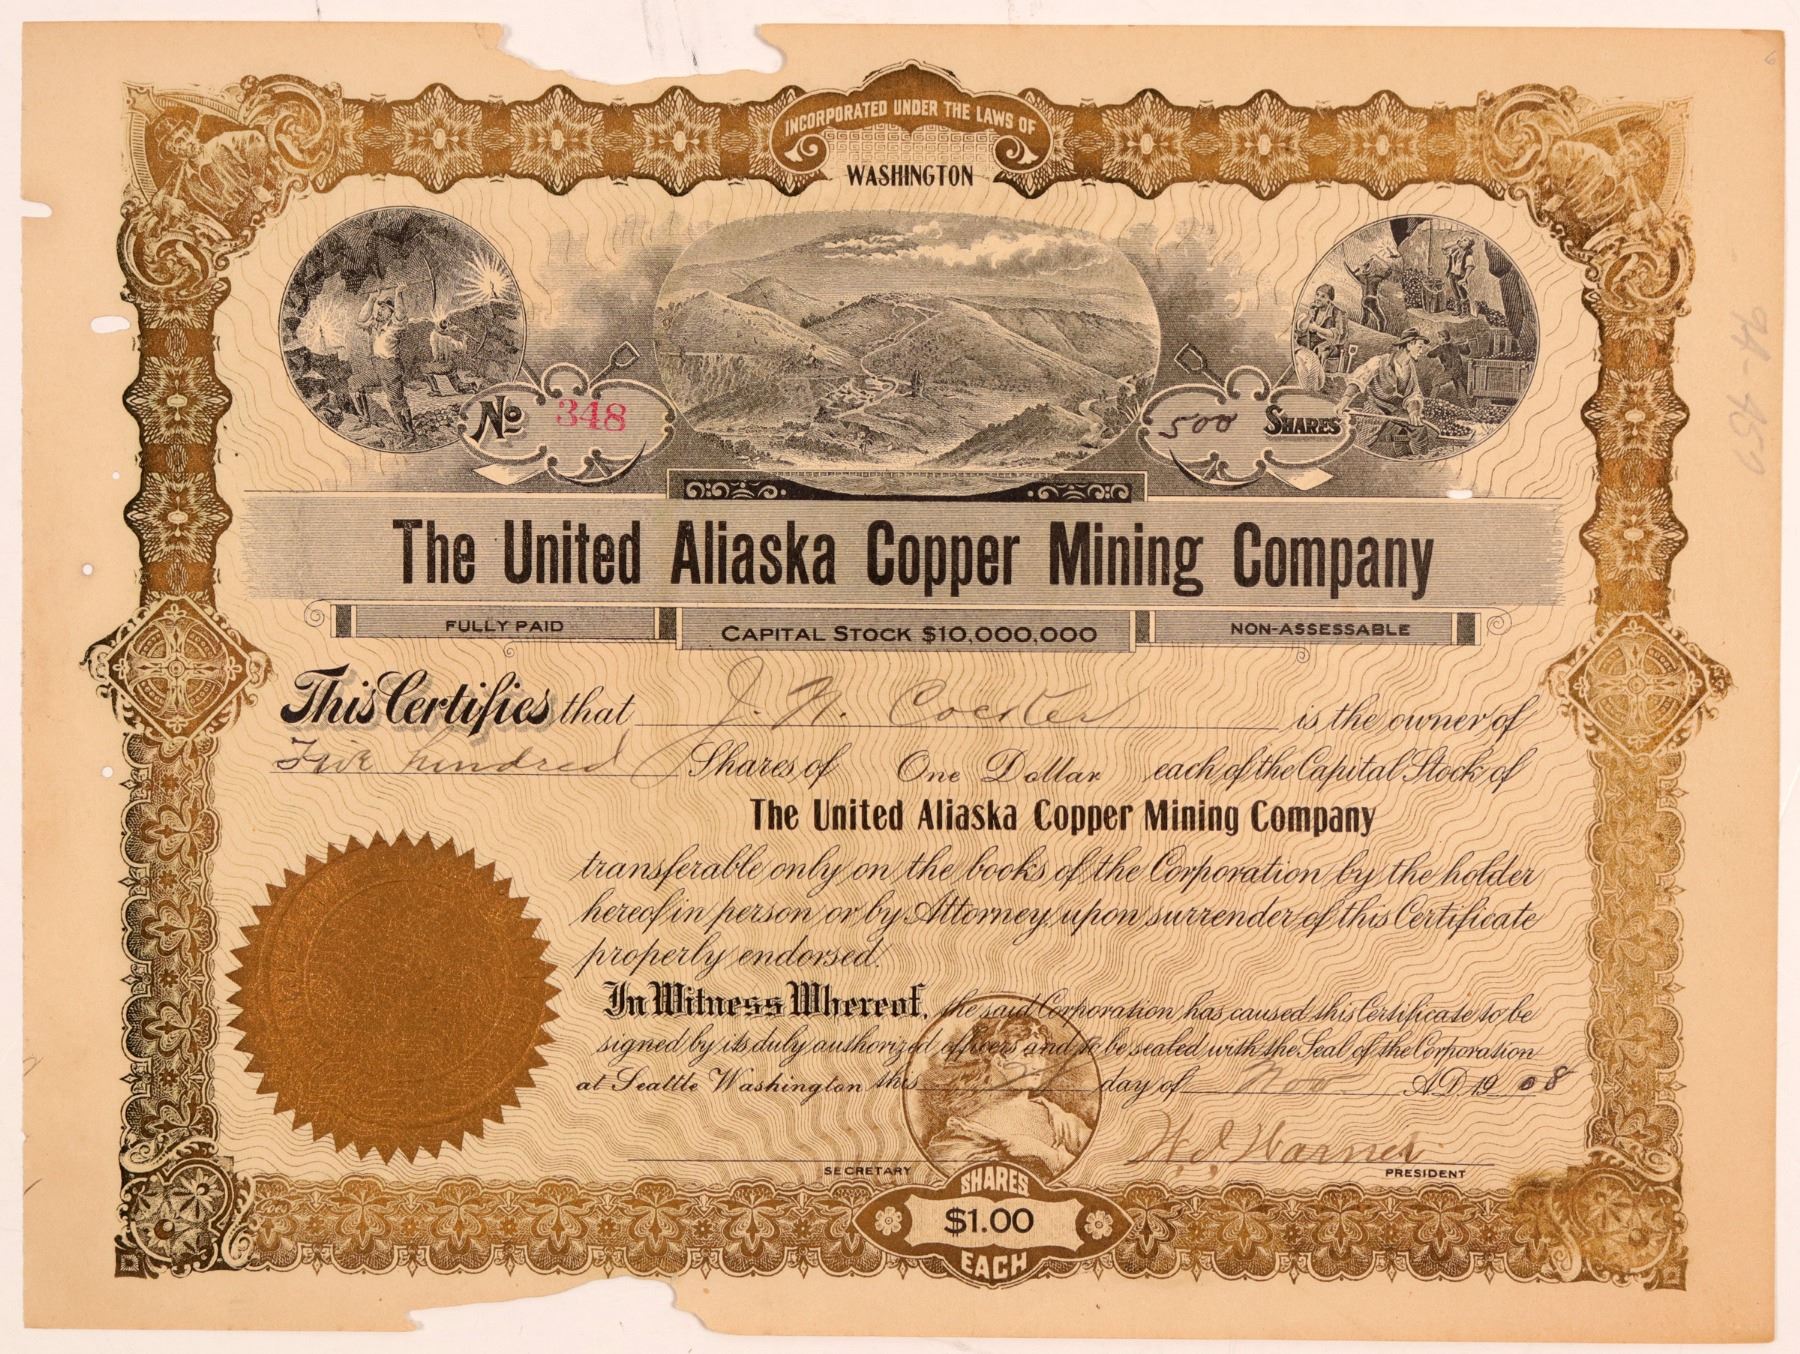 INCORPORATED UNDER THE LAWS OF
WASHINGTON
No 348
500 SHARES
The United Aliaska Copper Mining Company
FULLY PAID CAPITAL STOCK $10,000,000 NON-ASSESSABLE
This Certifies that J. N. Coester is the owner of
Five hundred Shares of One Dollar each of the Capital Stock of
The United Aliaska Copper Mining Company
transferable only on the books of the Corporation by the holder
hereof in person or by Attorney upon surrender of this Certificate
properly endorsed.
In Witness Whereof, the said Corporation has caused this Certificate to be
signed by its duly authorized officers and to be sealed with the Seal of the Corporation
at Seattle Washington this day of Nov A.D. 1908
W. D. Warner
SECRETARY PRESIDENT
SHARES
$1.00
EACH